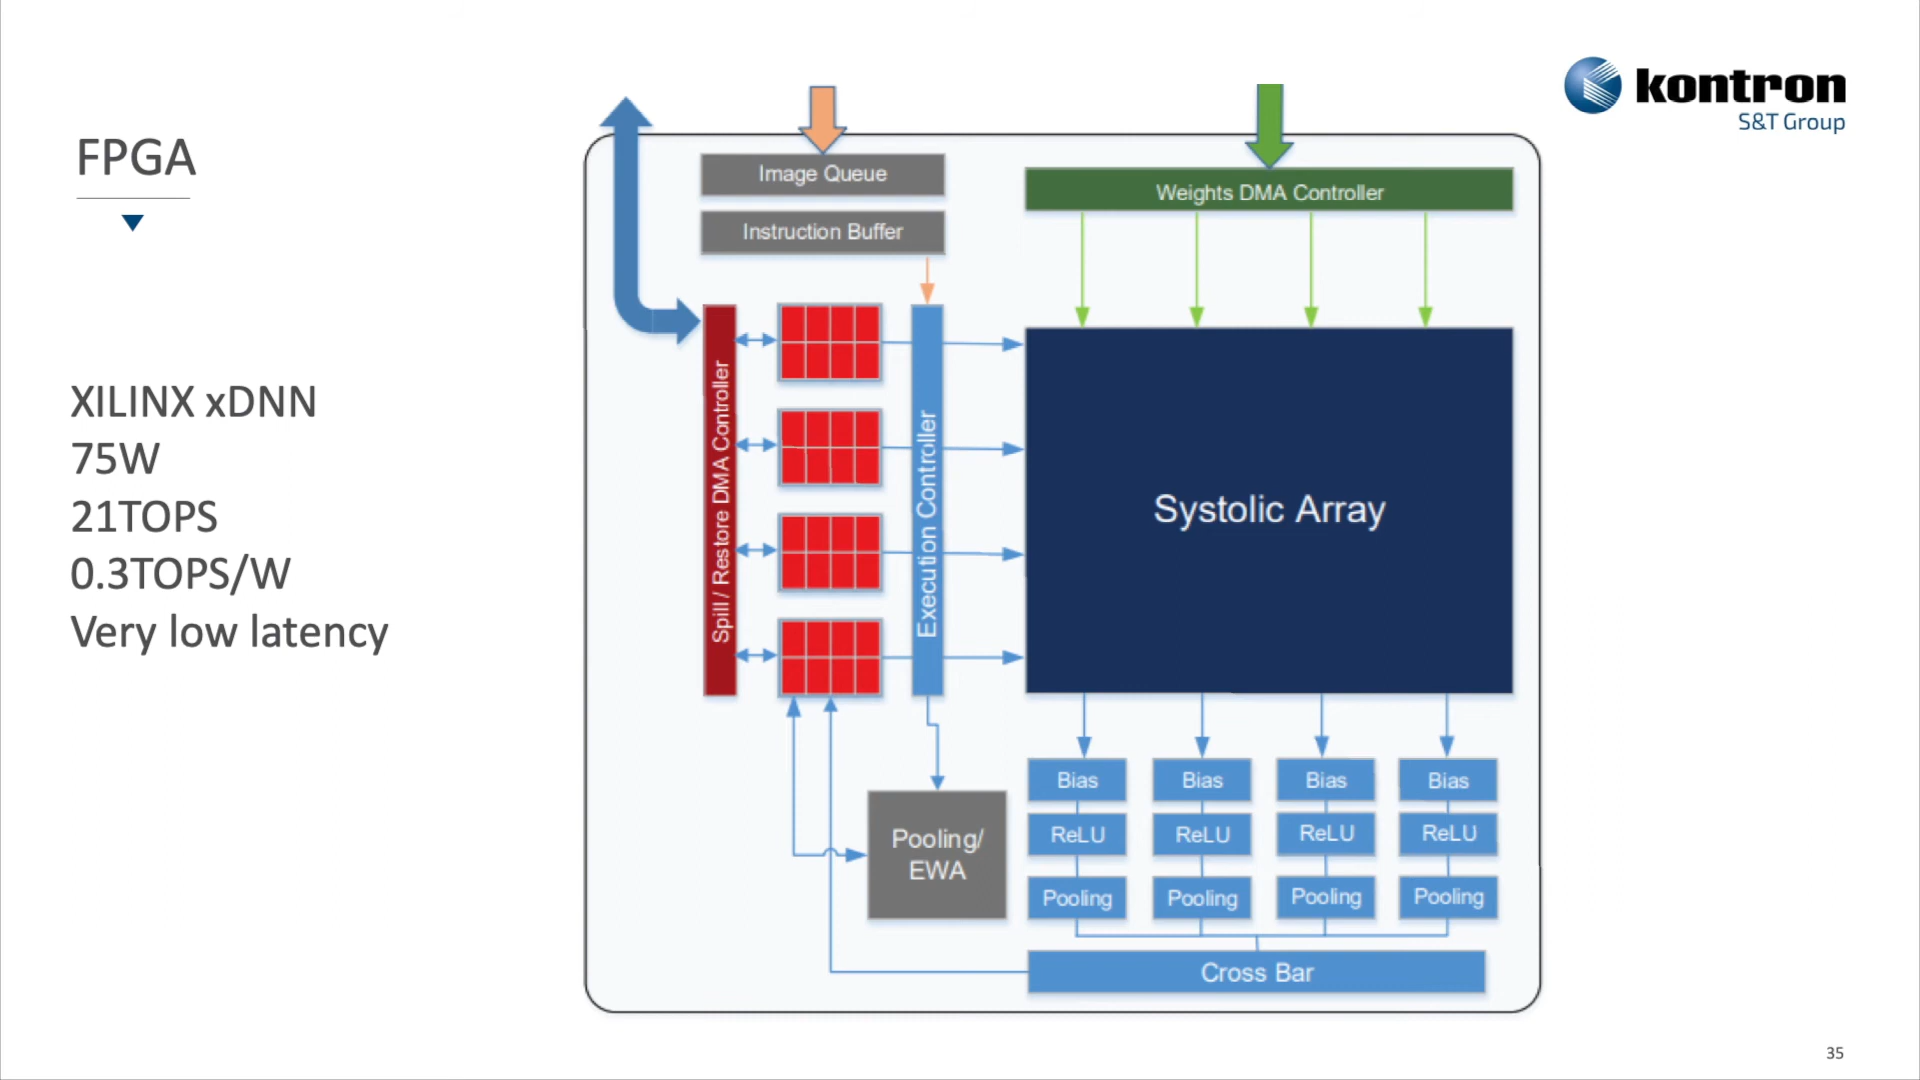 kontron
S&T Group
FPGA
XILINX xDNN
75W
21TOPS
0.3TOPS/W
Very low latency
Image Queue
Instruction Buffer
Weights DMA Controller
Spill / Restore DMA Controller
Execution Controller
Systolic Array
Pooling/
EWA
Bias Bias Bias Bias
ReLU ReLU ReLU ReLU
Pooling Pooling Pooling Pooling
Cross Bar
35